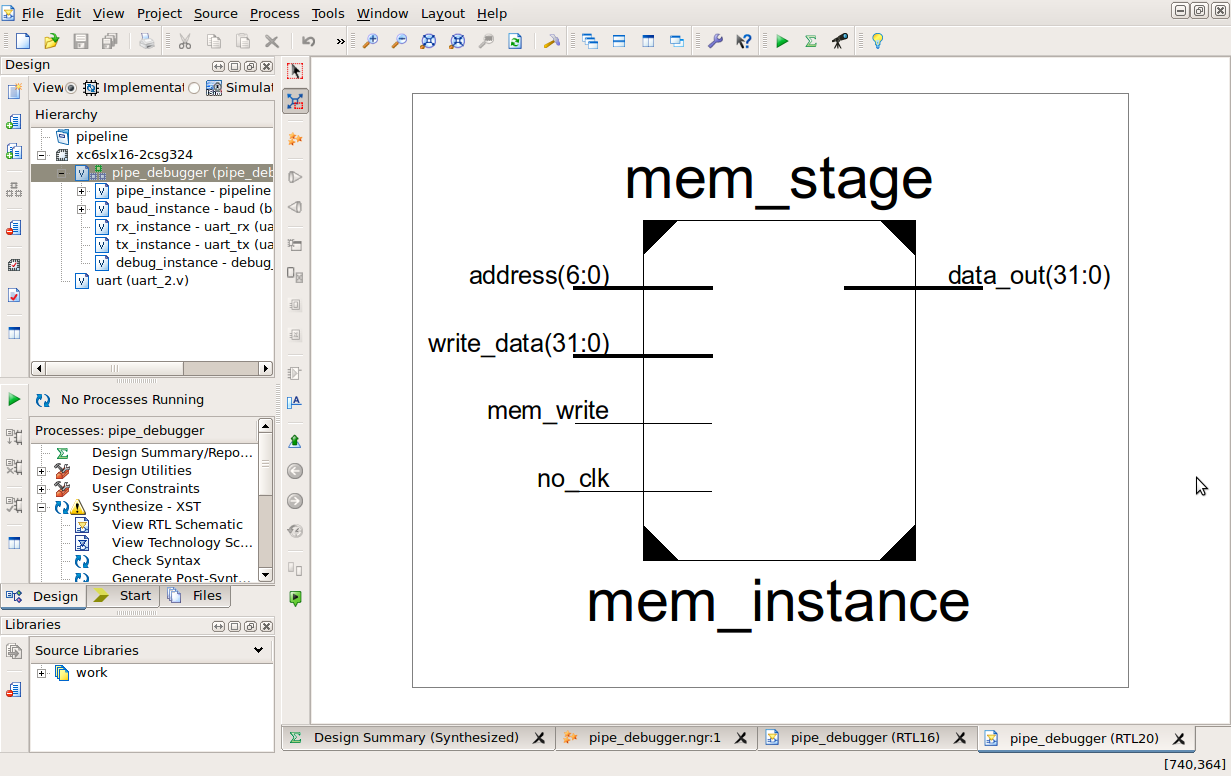 File Edit View Project Source Process Tools Window Layout Help
»
Design
View Implementat Simulat
Hierarchy
pipeline
xc6slx16-2csg324
pipe_debugger (pipe_deb
pipe_instance - pipeline
baud_instance - baud (b
rx_instance - uart_rx (ua
tx_instance - uart_tx (ua
debug_instance - debug_
uart (uart_2.v)
No Processes Running
Processes: pipe_debugger
Design Summary/Repo...
Design Utilities
User Constraints
Synthesize - XST
View RTL Schematic
View Technology Sc...
Check Syntax
Generate Post-Synt...
Design Start Files
Libraries
Source Libraries
work
mem_stage
address(6:0)
data_out(31:0)
write_data(31:0)
mem_write
no_clk
mem_instance
Design Summary (Synthesized) pipe_debugger.ngr:1 pipe_debugger (RTL16) pipe_debugger (RTL20)
[740,364]